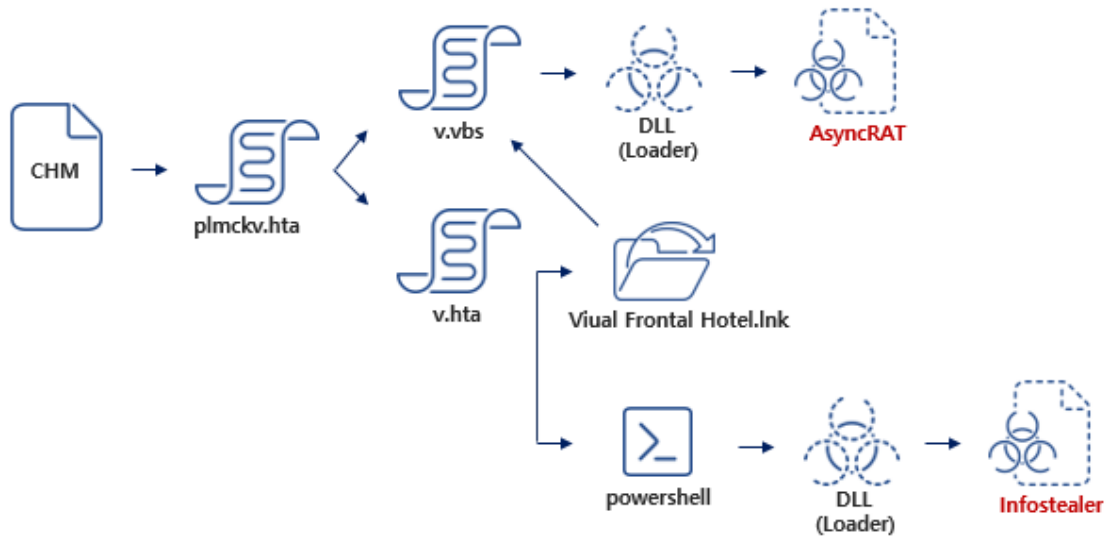 CHM
plmckv.hta
v.vbs
DLL
(Loader)
AsyncRAT
v.hta
Viual Frontal Hotel.lnk
powershell
DLL
(Loader)
Infostealer